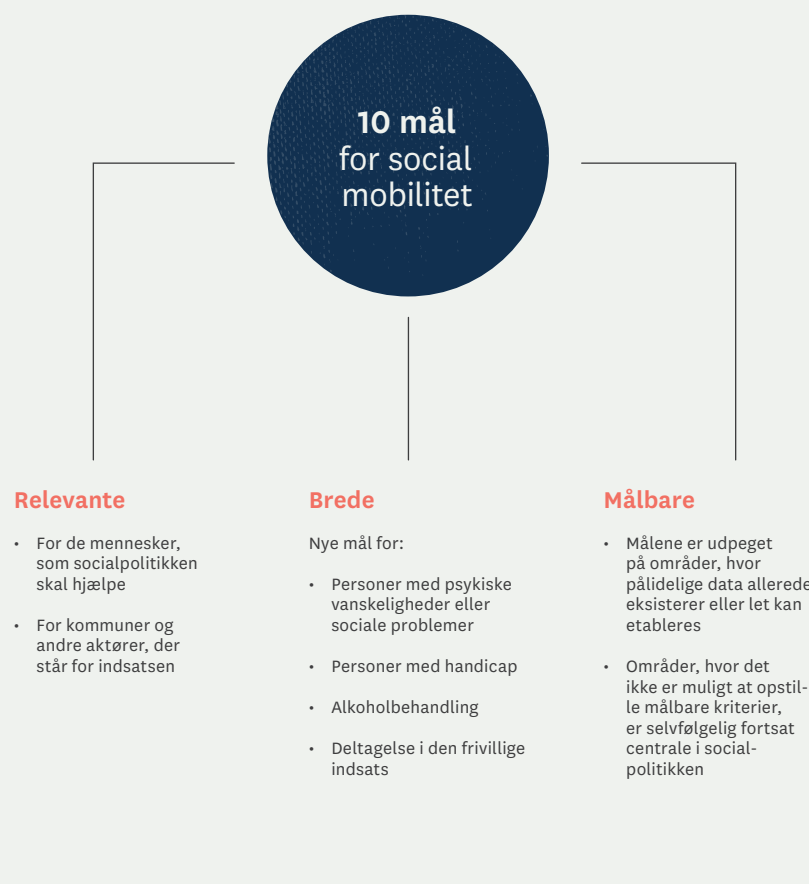 10 mål
for social
mobilitet
Relevante
• For de mennesker,
som socialpolitikken
skal hjælpe
• For kommuner og
andre aktører, der
står for indsatsen
Brede
Nye mål for:
• Personer med psykiske
vanskeligheder eller
sociale problemer
• Personer med handicap
• Alkoholbehandling
• Deltagelse i den frivillige
indsats
Målbare
• Målene er udpeget
på områder, hvor
pålidelige data allerede
eksisterer eller let kan
etableres
• Områder, hvor det
ikke er muligt at opstil-
le målbare kriterier,
er selvfølgelig fortsat
centrale i social-
politikken